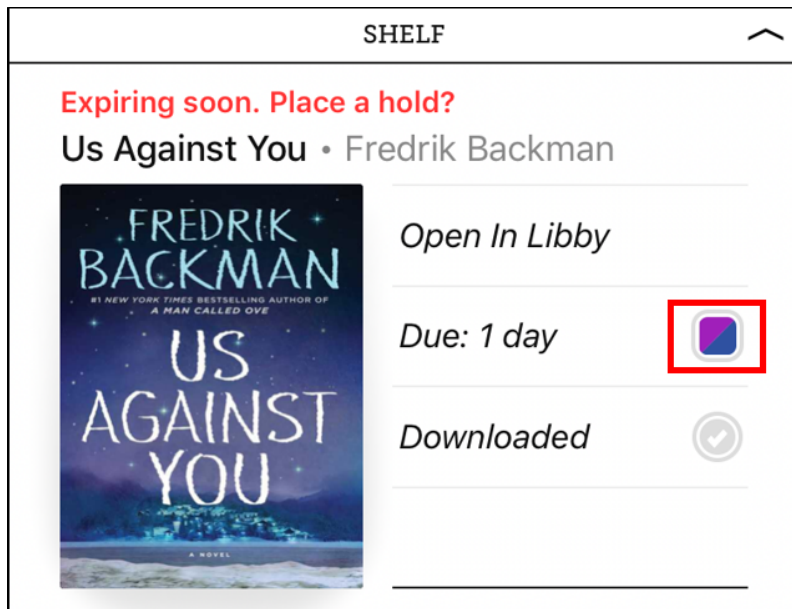 SHELF
Expiring soon. Place a hold?
Us Against You • Fredrik Backman
FREDRIK
BACKMAN
#1 NEW YORK TIMES BESTSELLING AUTHOR OF
A MAN CALLED OVE
US
AGAINST
YOU
A NOVEL
Open In Libby
Due: 1 day
Downloaded